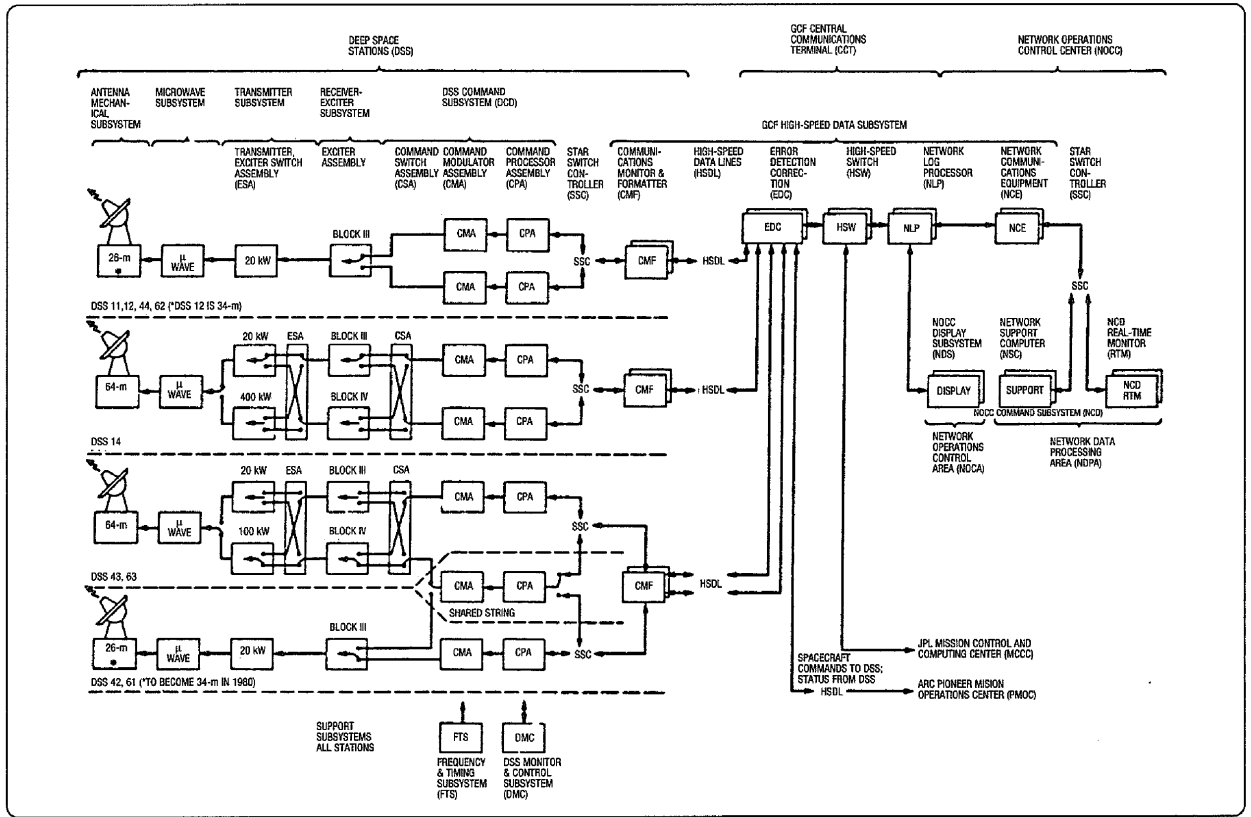 DEEP SPACE
STATIONS (DSS)
GCF CENTRAL
COMMUNICATIONS
TERMINAL (CCT)
NETWORK OPERATIONS
CONTROL CENTER (NOCC)
ANTENNA
MECHAN-
ICAL
SUBSYSTEM
MICROWAVE
SUBSYSTEM
TRANSMITTER
SUBSYSTEM
RECEIVER-
EXCITER
SUBSYSTEM
DSS COMMAND
SUBSYSTEM (DCD)
GCF HIGH-SPEED DATA SUBSYSTEM
TRANSMITTER,
EXCITER SWITCH
ASSEMBLY
(ESA)
EXCITER
ASSEMBLY
COMMAND
SWITCH
ASSEMBLY
(CSA)
COMMAND
MODULATOR
ASSEMBLY
(CMA)
COMMAND
PROCESSOR
ASSEMBLY
(CPA)
STAR
SWITCH
CON-
TROLLER
(SSC)
COMMUNI-
CATIONS
MONITOR &
FORMATTER
(CMF)
HIGH-SPEED
DATA LINES
(HSDL)
ERROR
DETECTION
CORREC-
TION
(EDC)
HIGH-SPEED
SWITCH
(HSW)
NETWORK
LOG
PROCESSOR
(NLP)
NETWORK
COMMUNI-
CATIONS
EQUIPMENT
(NCE)
STAR
SWITCH
CON-
TROLLER
(SSC)
26-m
*
μ
WAVE
20 kW
BLOCK III
CMA
CPA
CMA
CPA
SSC
CMF
HSDL
EDC
HSW
NLP
NCE
SSC
DSS 11,12, 44, 62 (*DSS 12 IS 34-m)
64-m
μ
WAVE
20 kW
ESA
BLOCK III
CSA
400 kW
BLOCK IV
CMA
CPA
CMA
CPA
SSC
CMF
HSDL
NOCC
DISPLAY
SUBSYSTEM
(NDS)
NETWORK
SUPPORT
COMPUTER
(NSC)
NCD
REAL-TIME
MONITOR
(RTM)
DISPLAY
SUPPORT
NCD
RTM
NOCC COMMAND SUBSYSTEM (NCD)
NETWORK
OPERATIONS
CONTROL
AREA (NOCA)
NETWORK DATA
PROCESSING
AREA (NDPA)
DSS 14
64-m
μ
WAVE
20 kW
ESA
BLOCK III
CSA
100 kW
BLOCK IV
CMA
CPA
SSC
CMA
CPA
SHARED STRING
CMF
HSDL
DSS 43, 63
26-m
*
μ
WAVE
20 kW
BLOCK III
CMA
CPA
SSC
DSS 42, 61 (*TO BECOME 34-m IN 1980)
JPL MISSION CONTROL AND
COMPUTING CENTER (MCCC)
SPACECRAFT
COMMANDS TO DSS;
STATUS FROM DSS
HSDL
ARC PIONEER MISION
OPERATIONS CENTER (PMOC)
SUPPORT
SUBSYSTEMS
ALL STATIONS
FTS
DMC
FREQUENCY
& TIMING
SUBSYSTEM
(FTS)
DSS MONITOR
& CONTROL
SUBSYSTEM
(DMC)